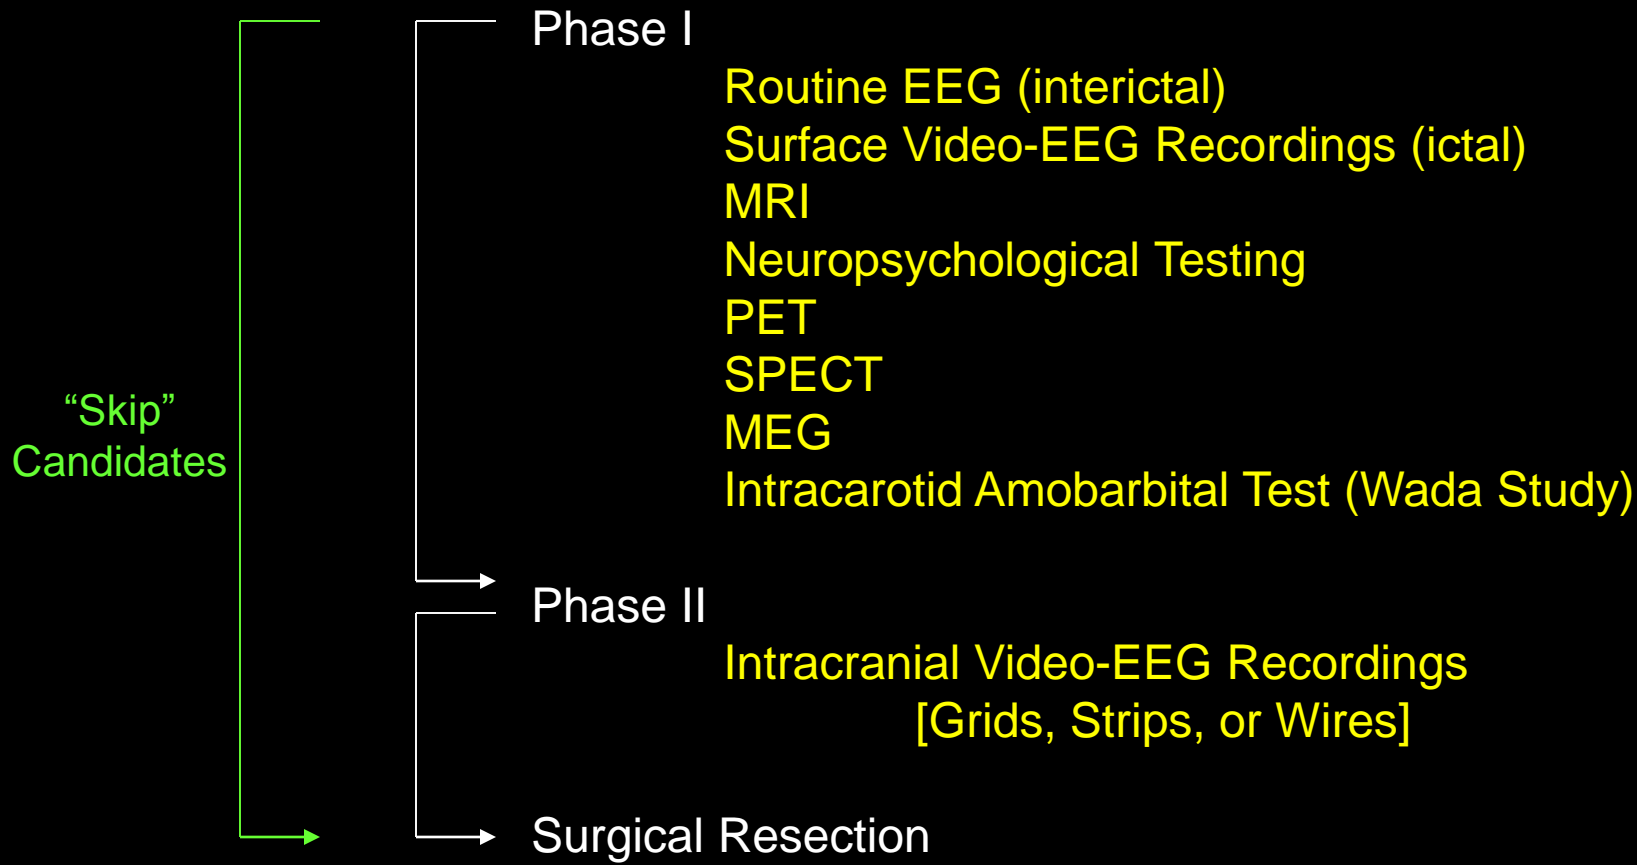 Phase I
Routine EEG (interictal)
Surface Video-EEG Recordings (ictal)
MRI
Neuropsychological Testing
PET
SPECT
MEG
Intracarotid Amobarbital Test (Wada Study)
“Skip”
Candidates
Phase II
Intracranial Video-EEG Recordings
[Grids, Strips, or Wires]
Surgical Resection